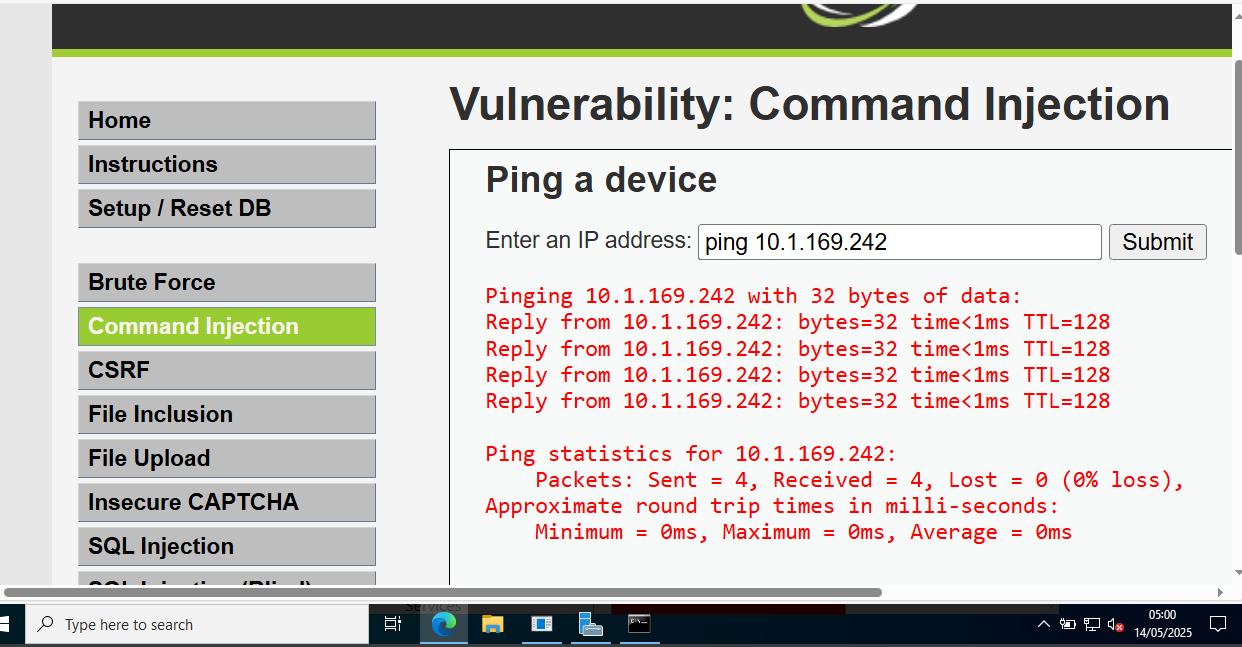 Home
Instructions
Setup / Reset DB
Brute Force
Command Injection
CSRF
File Inclusion
File Upload
Insecure CAPTCHA
SQL Injection
SQL Injection (Blind)
Vulnerability: Command Injection
Ping a device
Enter an IP address: ping 10.1.169.242 Submit
Pinging 10.1.169.242 with 32 bytes of data:
Reply from 10.1.169.242: bytes=32 time<1ms TTL=128
Reply from 10.1.169.242: bytes=32 time<1ms TTL=128
Reply from 10.1.169.242: bytes=32 time<1ms TTL=128
Reply from 10.1.169.242: bytes=32 time<1ms TTL=128
Ping statistics for 10.1.169.242:
Packets: Sent = 4, Received = 4, Lost = 0 (0% loss),
Approximate round trip times in milli-seconds:
Minimum = 0ms, Maximum = 0ms, Average = 0ms
Services
Type here to search
05:00
14/05/2025